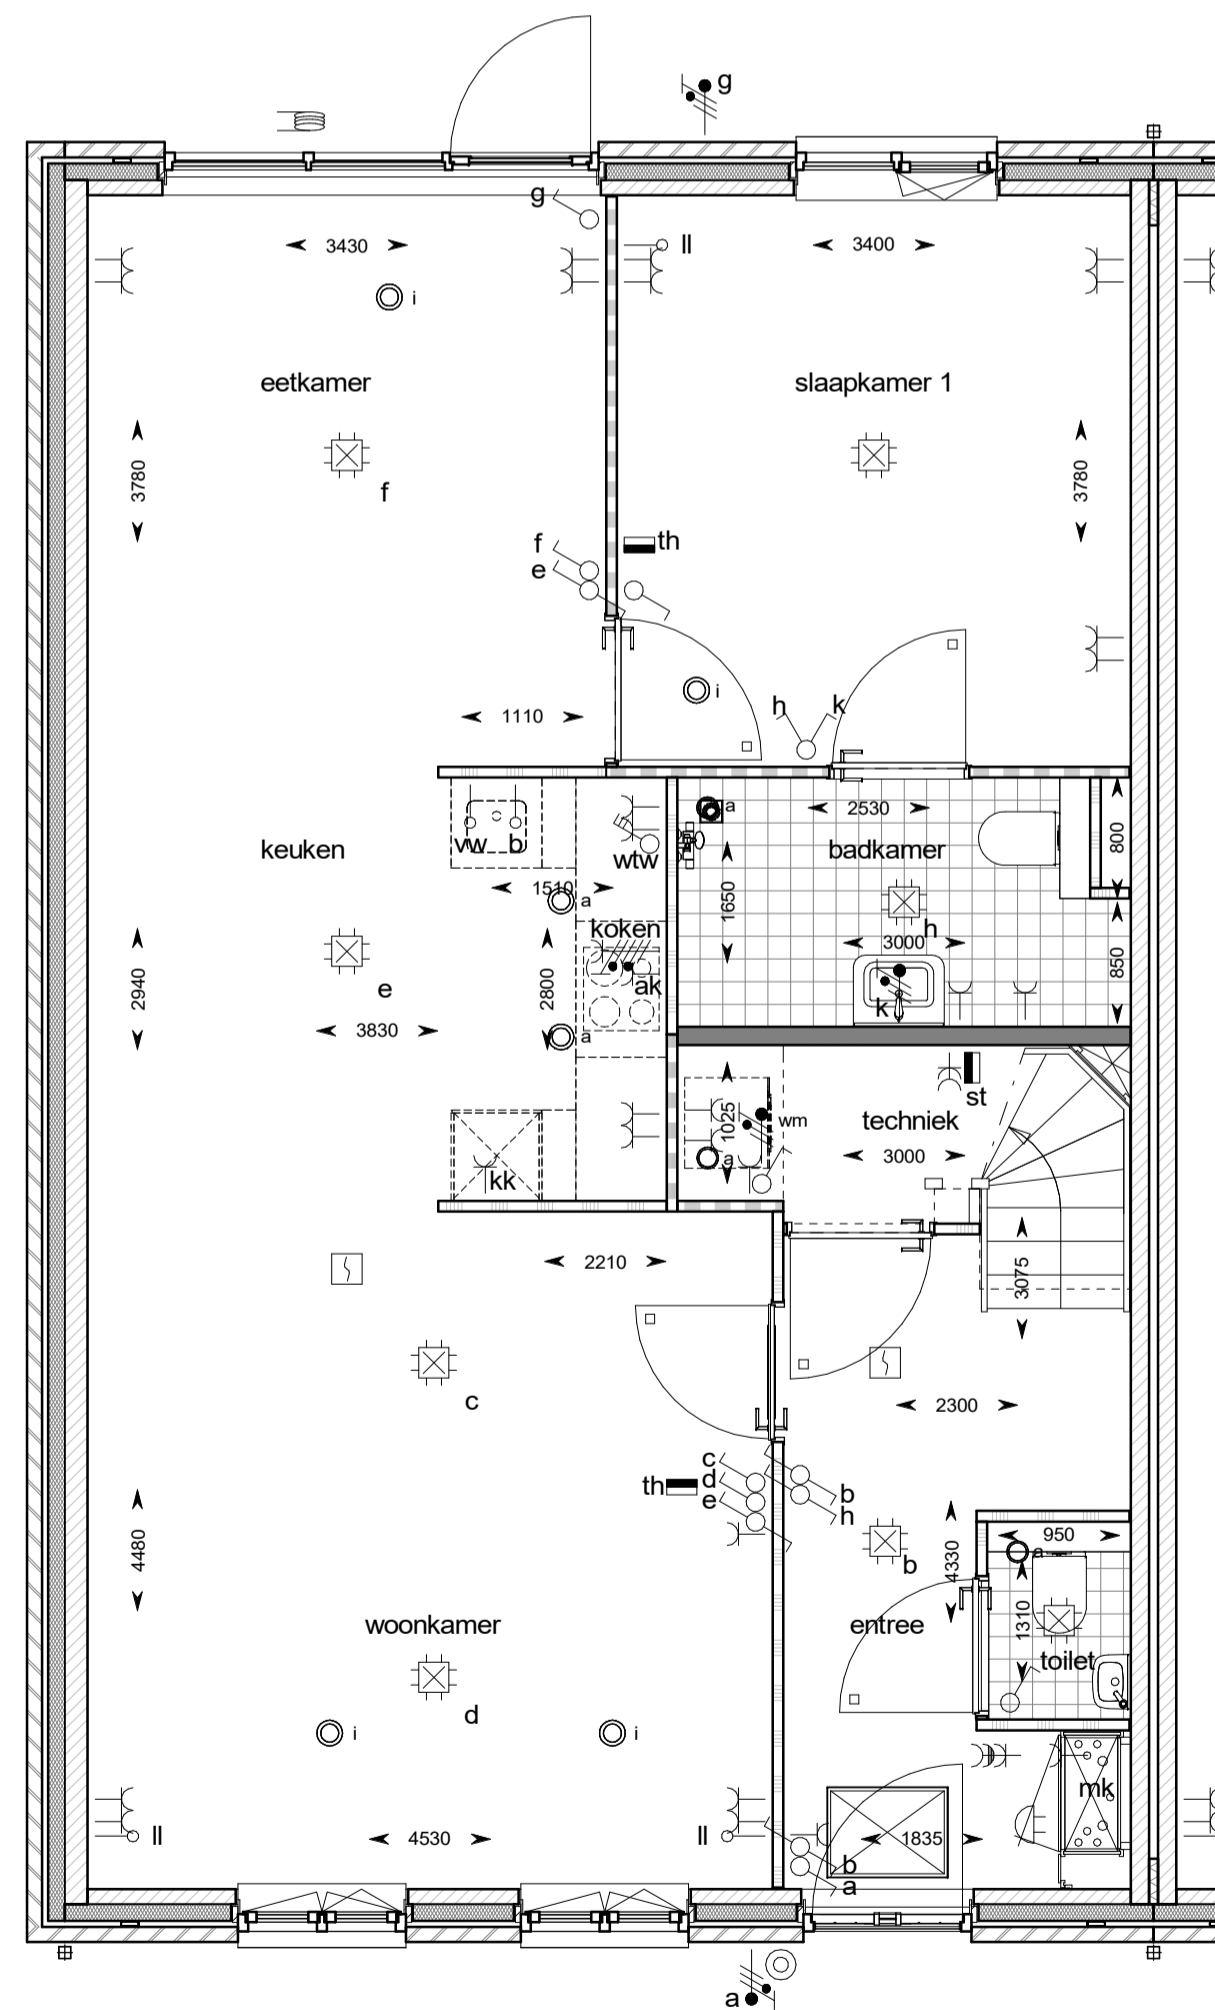 g
g
3430
ll
3400
i
eetkamer
slaapkamer 1
3780
f
3780
f
th
e
i
h
k
1110
a
2530
keuken
vw
b
wtw
badkamer
800
1510
a
1650
koken
h
3000
2940
2800
ak
850
e
k
3830
a
st
1025
wm
techniek
a
3000
kk
2210
3075
c
2300
c
th
d
b
e
h
4480
b
4330
950
a
1310
woonkamer
entree
toilet
d
i
i
mk
ll
4530
ll
1835
b
a
a